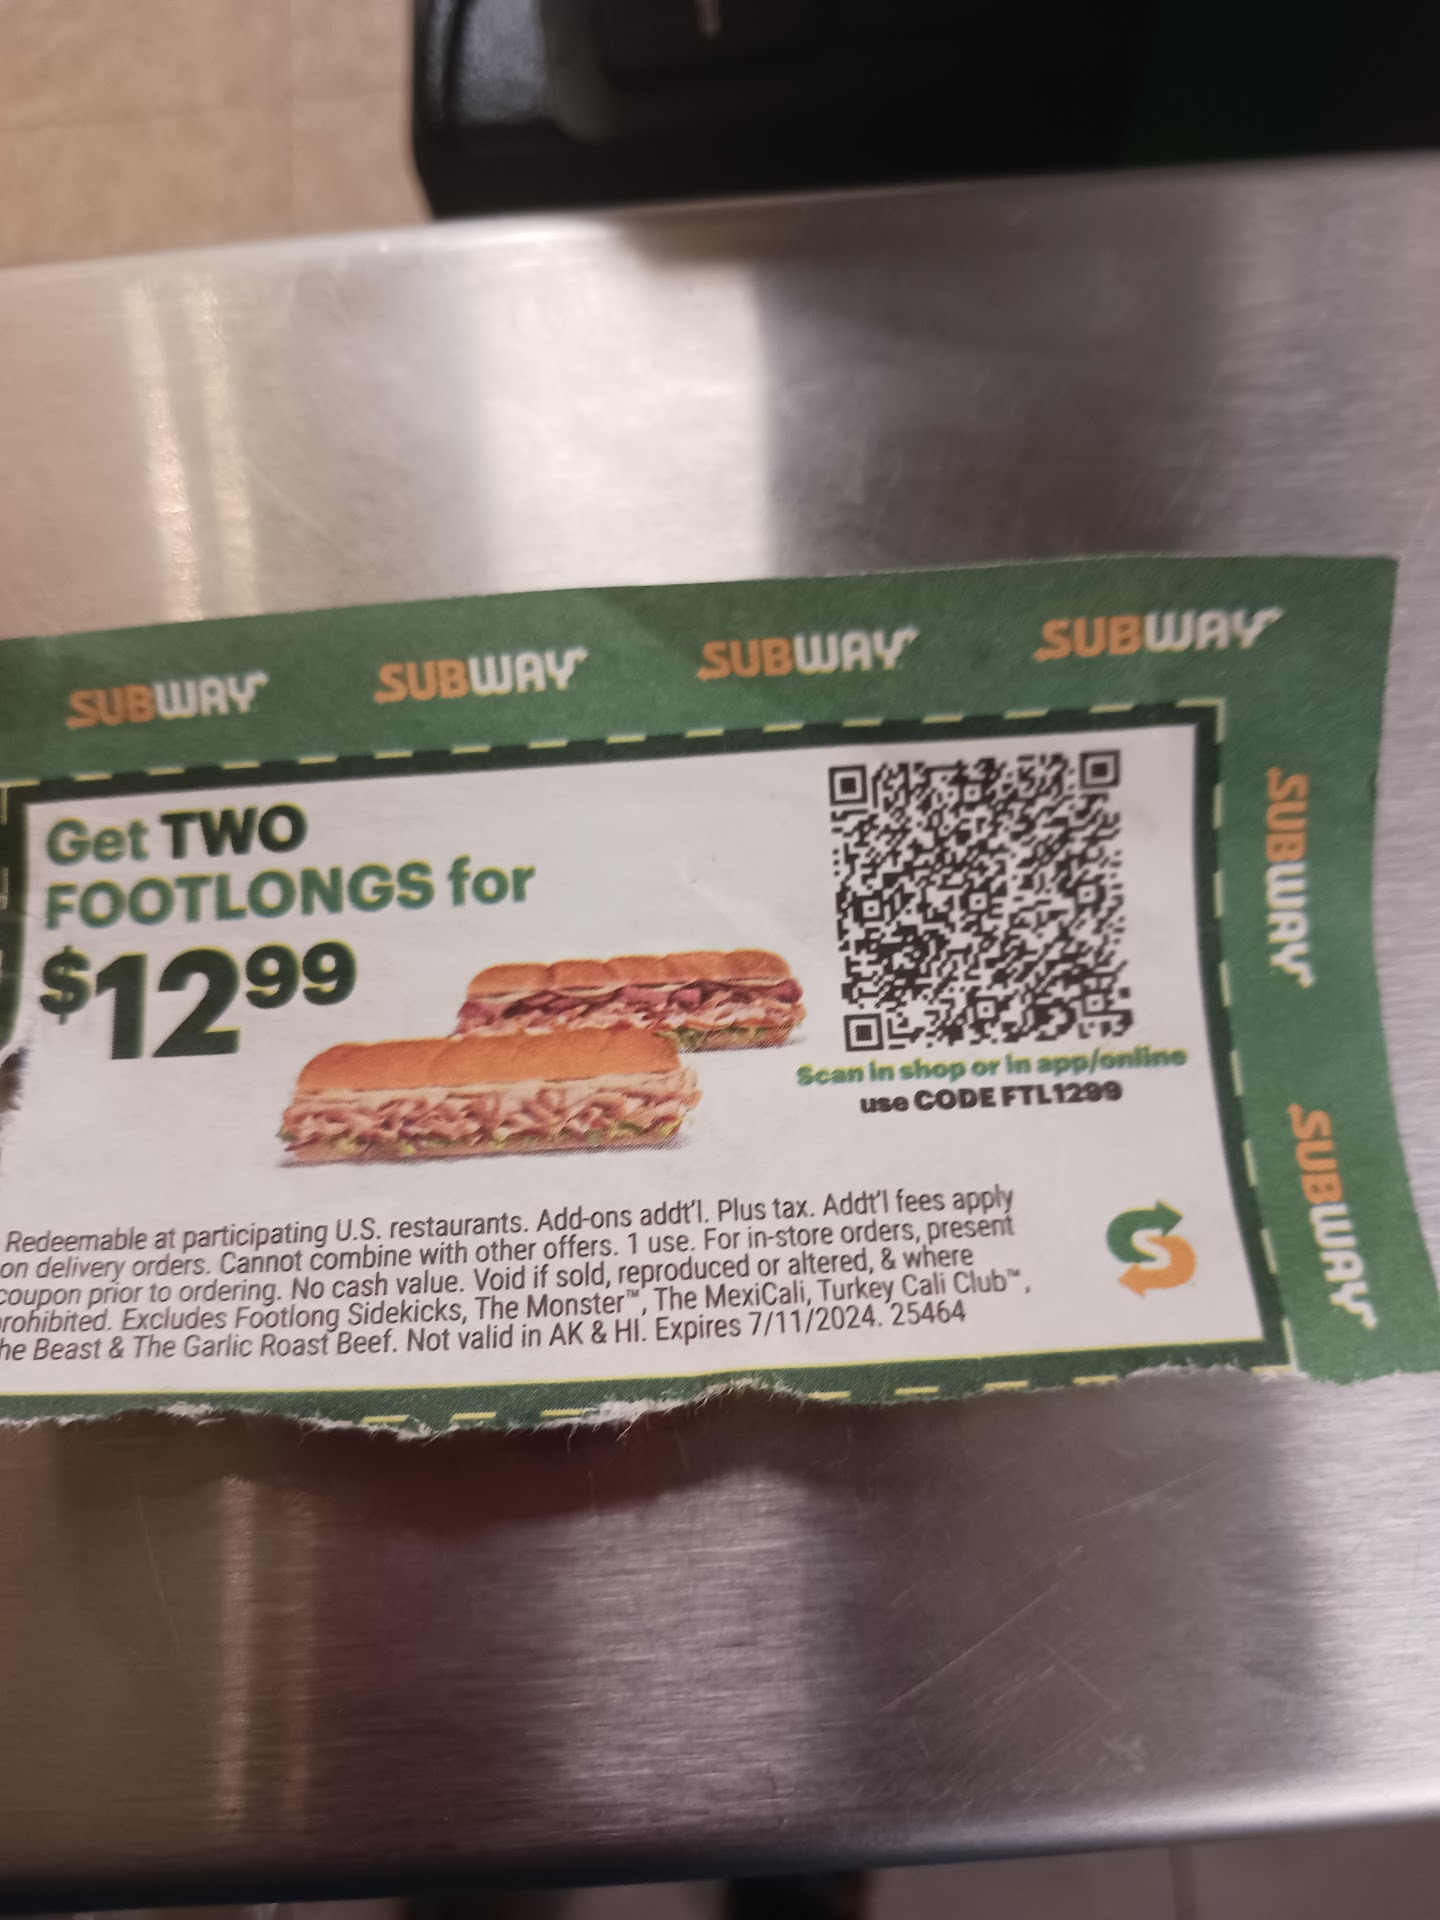 SUBWAY SUBWAY SUBWAY SUBWAY
Get TWO
FOOTLONGS for
$12.99
Scan in shop or in app/online
use CODE FTL1299
Redeemable at participating U.S. restaurants. Add-ons addt'l. Plus tax. Addt'l fees apply
on delivery orders. Cannot combine with other offers. 1 use. For in-store orders, present
coupon prior to ordering. No cash value. Void if sold, reproduced or altered, & where
prohibited. Excludes Footlong Sidekicks, The Monster™, The MexiCali, Turkey Cali Club™,
he Beast & The Garlic Roast Beef. Not valid in AK & HI. Expires 7/11/2024. 25464
S
SUBWAY
SUBWAY